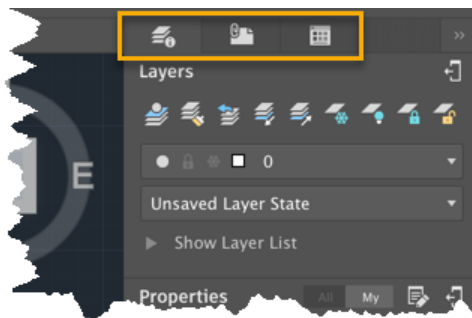 Layers
E
0
Unsaved Layer State
Show Layer List
Properties All My